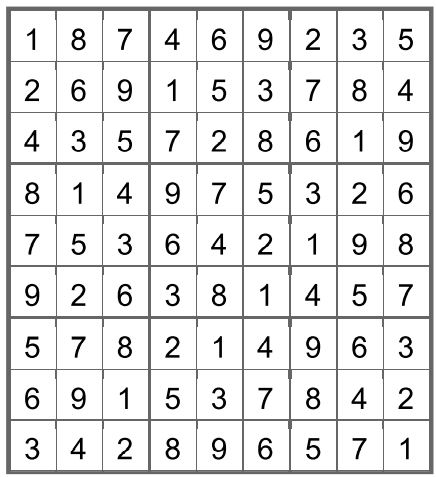 1 8 7 4 6 9 2 3 5
2 6 9 1 5 3 7 8 4
4 3 5 7 2 8 6 1 9
8 1 4 9 7 5 3 2 6
7 5 3 6 4 2 1 9 8
9 2 6 3 8 1 4 5 7
5 7 8 2 1 4 9 6 3
6 9 1 5 3 7 8 4 2
3 4 2 8 9 6 5 7 1